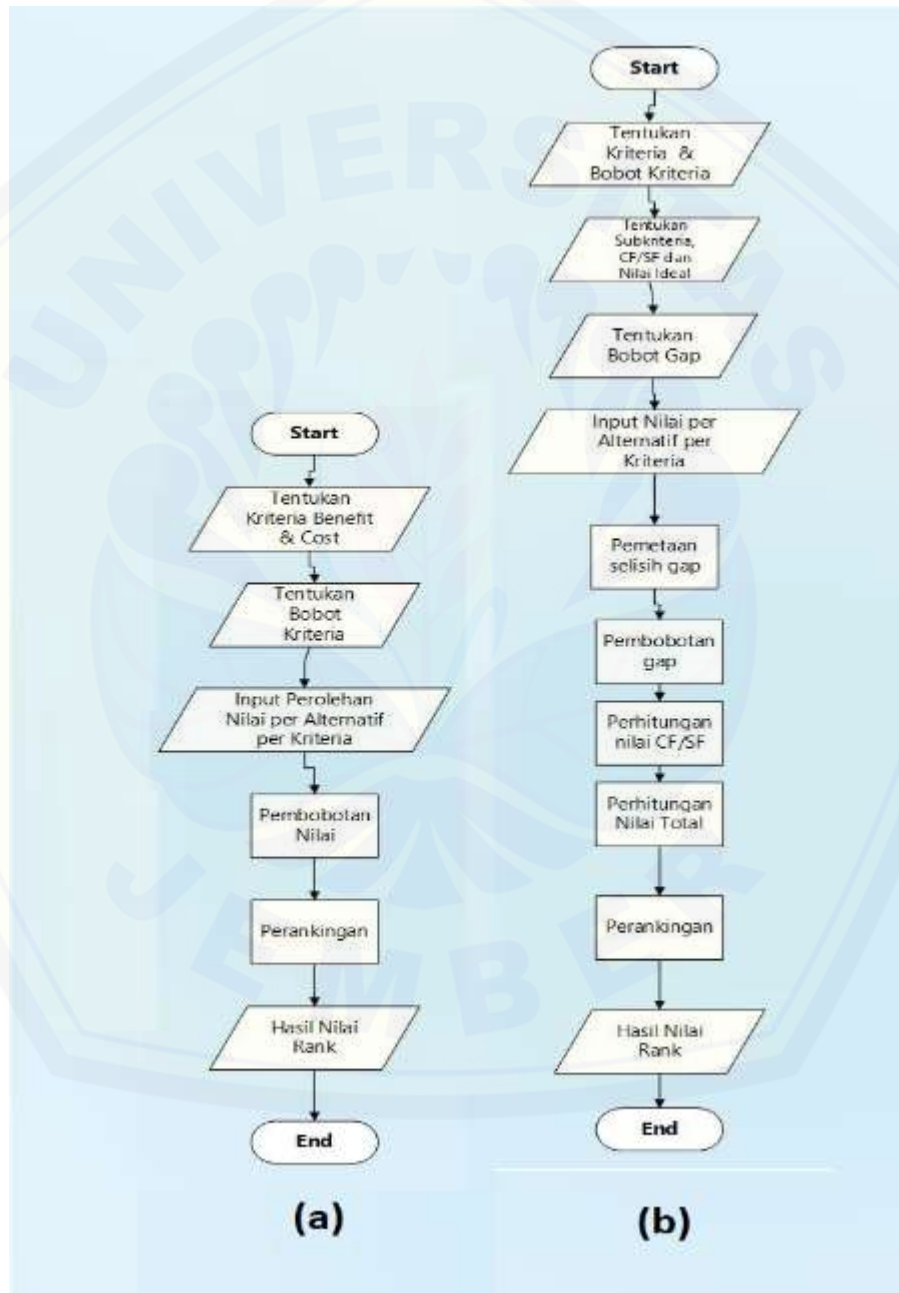 UNIVERSITAS
JEMBER
Start
Tentukan
Kriteria Benefit
& Cost
Tentukan
Bobot
Kriteria
Input Perolehan
Nilai per Alternatif
per Kriteria
Pembobotan
Nilai
Perankingan
Hasil Nilai
Rank
End
(a)
Start
Tentukan
Kriteria &
Bobot Kriteria
Tentukan
Subkriteria,
CF/SF dan
Nilai Ideal
Tentukan
Bobot Gap
Input Nilai per
Alternatif per
Kriteria
Pemetaan
selisih gap
Pembobotan
gap
Perhitungan
nilai CF/SF
Perhitungan
Nilai Total
Perankingan
Hasil Nilai
Rank
End
(b)